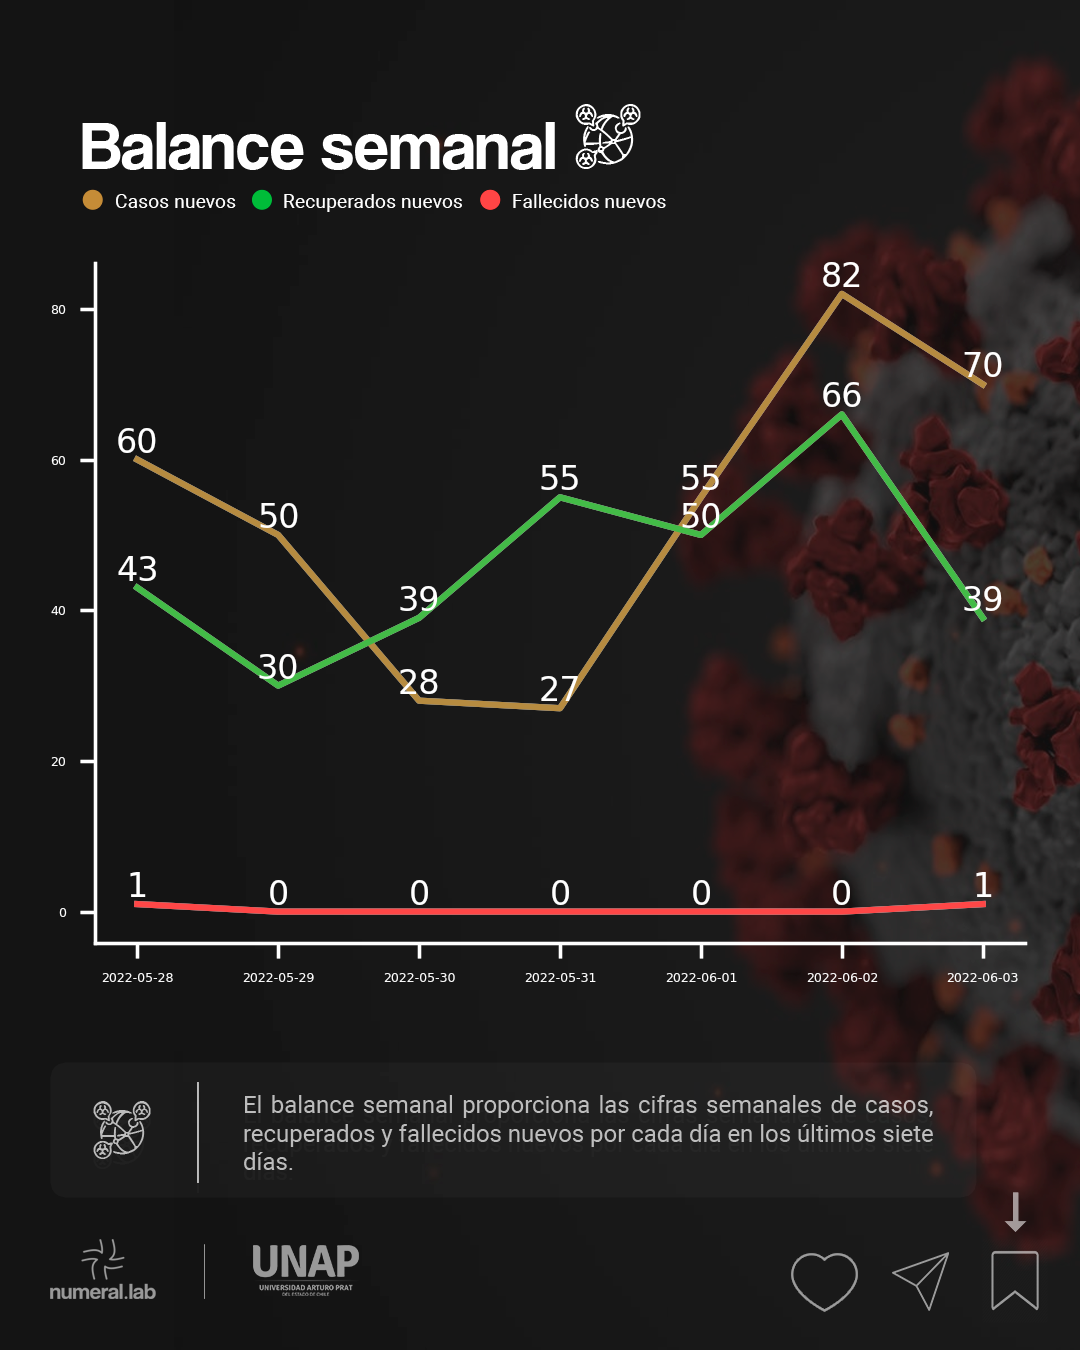 Balance semanal
Casos nuevos Recuperados nuevos Fallecidos nuevos
82
80
70
66
60
60
55
55
50
50
43
40
39
39
30
28
27
20
1
0
0
0
0
0
1
0
2022-05-28 2022-05-29 2022-05-30 2022-05-31 2022-06-01 2022-06-02 2022-06-03
El balance semanal proporciona las cifras semanales de casos,
recuperados y fallecidos nuevos por cada día en los últimos siete
días.
numeral.lab
UNAP
UNIVERSIDAD ARTURO PRAT
DEL ESTADO DE CHILE